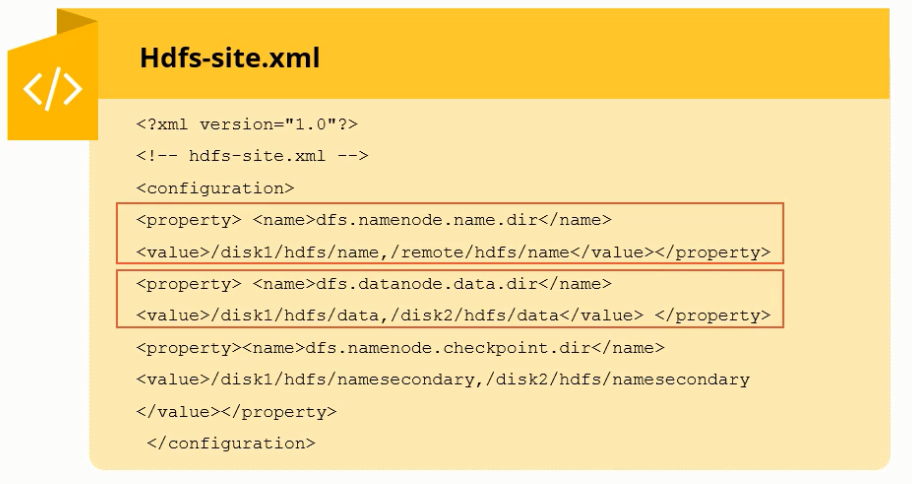 </>
Hdfs-site.xml
<?xml version="1.0"?>
<!-- hdfs-site.xml -->
<configuration>
<property> <name>dfs.namenode.name.dir</name>
<value>/disk1/hdfs/name,/remote/hdfs/name</value></property>
<property> <name>dfs.datanode.data.dir</name>
<value>/disk1/hdfs/data,/disk2/hdfs/data</value> </property>
<property><name>dfs.namenode.checkpoint.dir</name>
<value>/disk1/hdfs/namesecondary,/disk2/hdfs/namesecondary
</value></property>
</configuration>